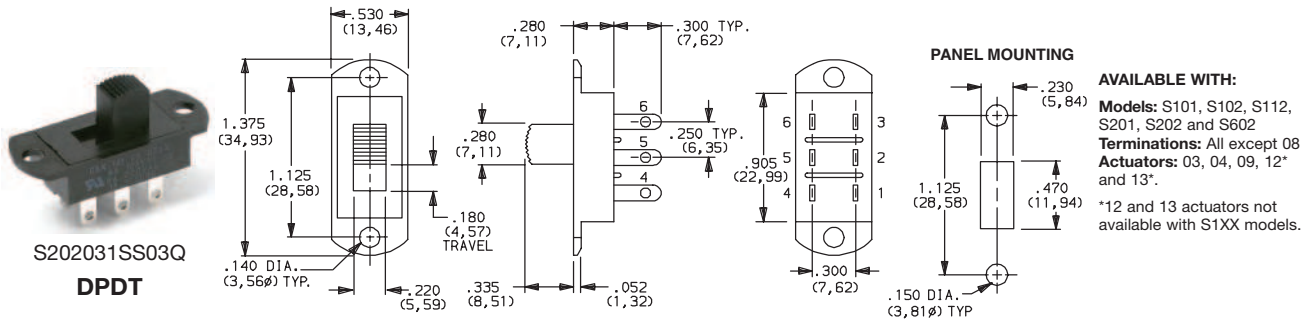 S202031SS03Q
DPDT
.530
(13,46)
1.375
(34,93)
1.125
(28,58)
.180
(4,57)
TRAVEL
.140 DIA.
(3,56ø) TYP.
.220
(5,59)
.280
(7,11)
.300 TYP.
(7,62)
.280
(7,11)
6
5
4
.250 TYP.
(6,35)
.335
(8,51)
.052
(1,32)
.905
(22,99)
6
3
5
2
4
1
.300
(7,62)
PANEL MOUNTING
.230
(5,84)
1.125
(28,58)
.470
(11,94)
.150 DIA.
(3,81ø) TYP
AVAILABLE WITH:
Models: S101, S102, S112,
S201, S202 and S602
Terminations: All except 08
Actuators: 03, 04, 09, 12*
and 13*.
*12 and 13 actuators not
available with S1XX models.